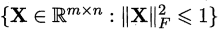 {𝐗 ∈ ℝ^{m×n} : ‖𝐗‖_F^2 ⩽ 1}